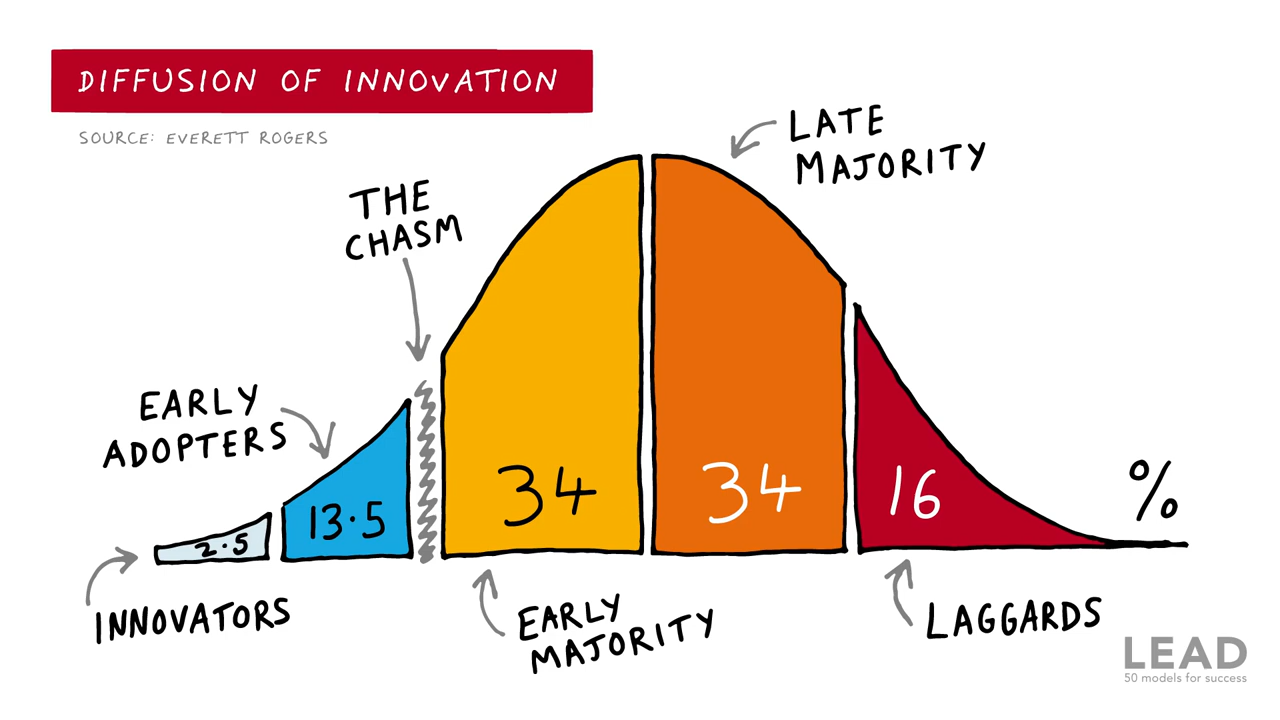 DIFFUSION OF INNOVATION
SOURCE: EVERETT ROGERS
LATE
MAJORITY
THE
CHASM
EARLY
ADOPTERS
2.5
13.5
34
34
16
%
INNOVATORS
EARLY
MAJORITY
LAGGARDS
LEAD
50 models for success